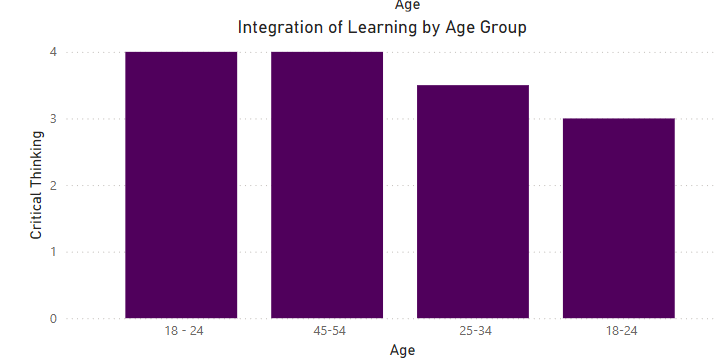 Age
Integration of Learning by Age Group
4
3
2
1
0
Critical Thinking
18 - 24
45-54
25-34
18-24
Age